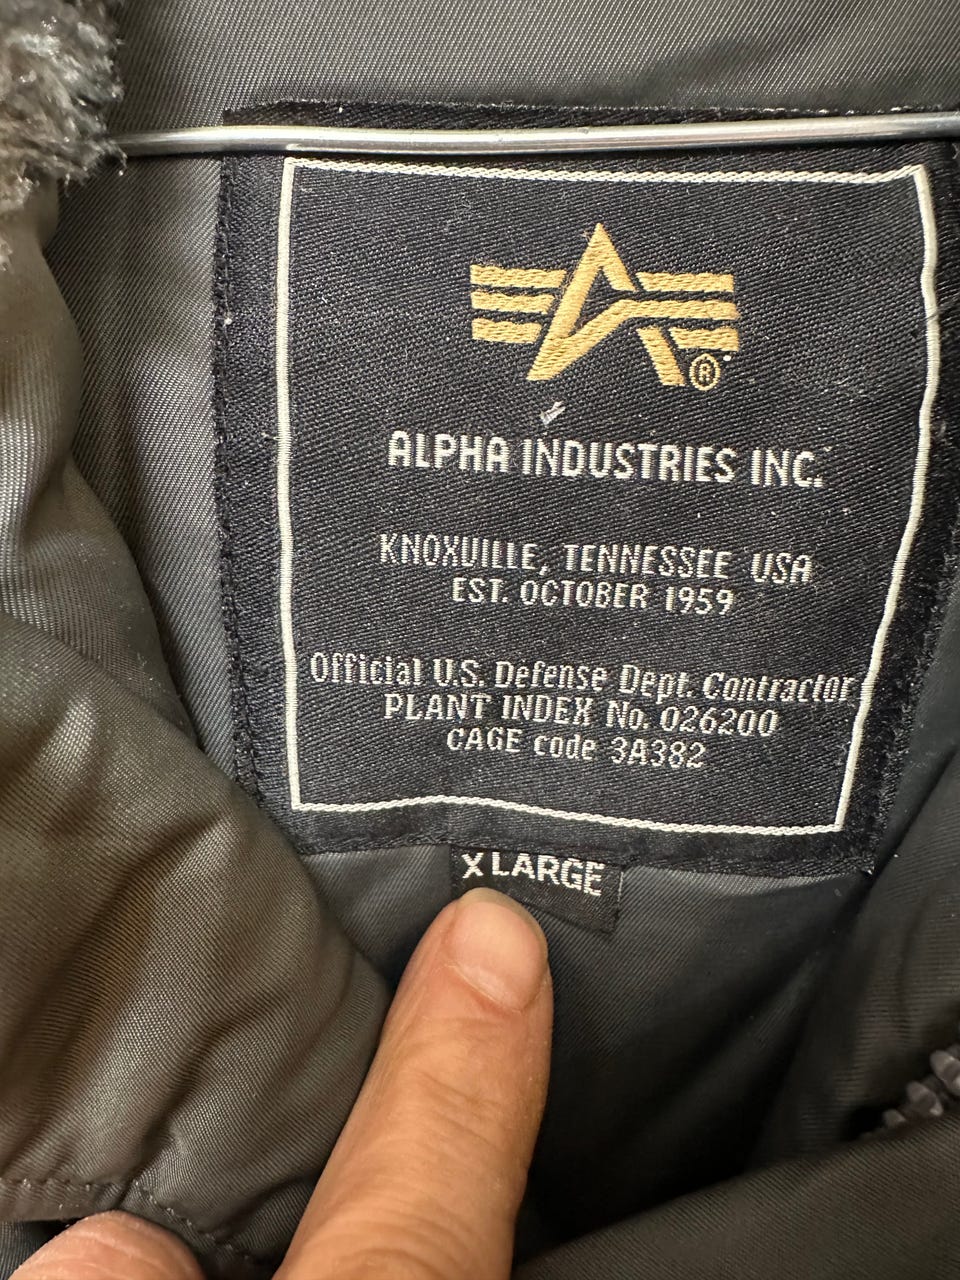 ®
ALPHA INDUSTRIES INC.
KNOXVILLE, TENNESSEE USA
EST. OCTOBER 1959
Official U.S. Defense Dept. Contractor
PLANT INDEX No. 026200
CAGE code 3A382
X LARGE